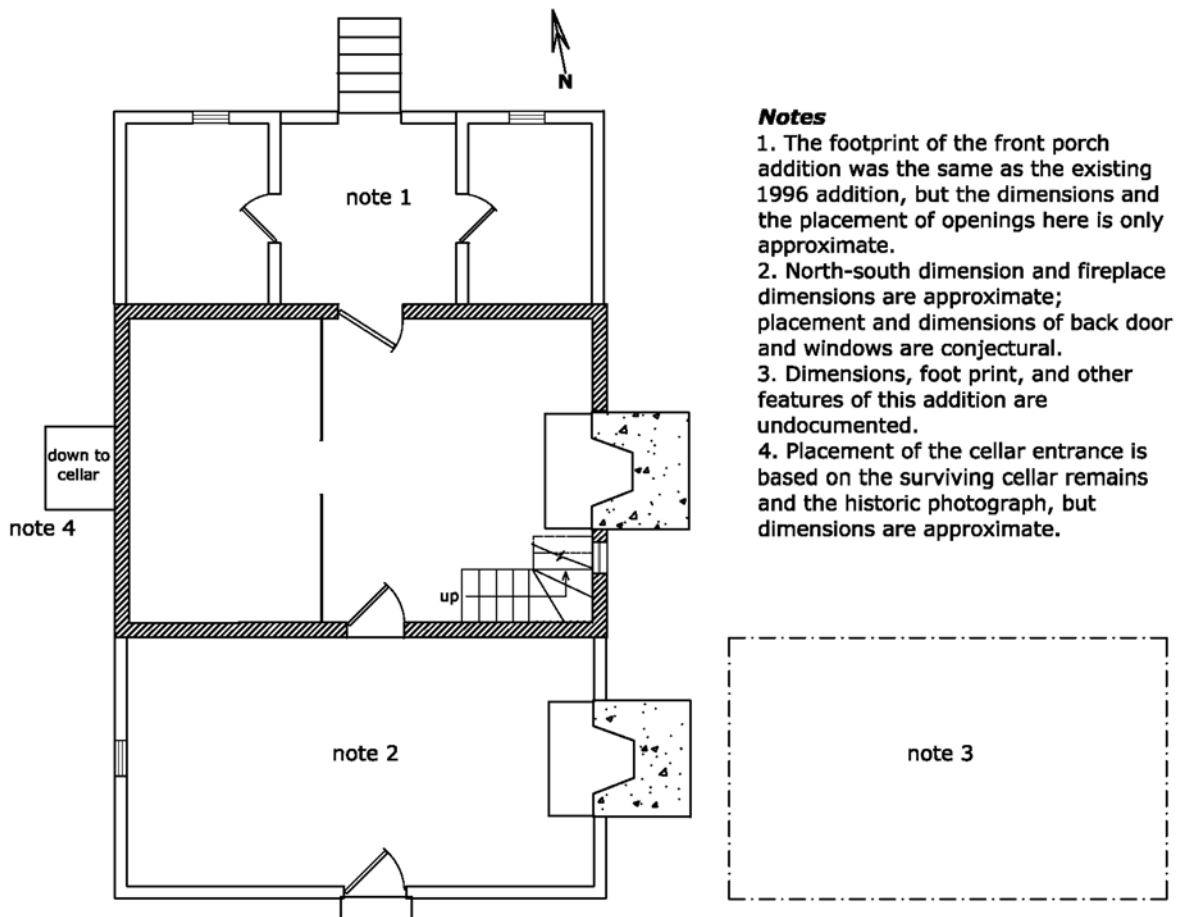 N
Notes
1. The footprint of the front porch
addition was the same as the existing
1996 addition, but the dimensions and
the placement of openings here is only
approximate.
2. North-south dimension and fireplace
dimensions are approximate;
placement and dimensions of back door
and windows are conjectural.
3. Dimensions, foot print, and other
features of this addition are
undocumented.
4. Placement of the cellar entrance is
based on the surviving cellar remains
and the historic photograph, but
dimensions are approximate.
note 1
down to
cellar
note 4
up
note 2
note 3